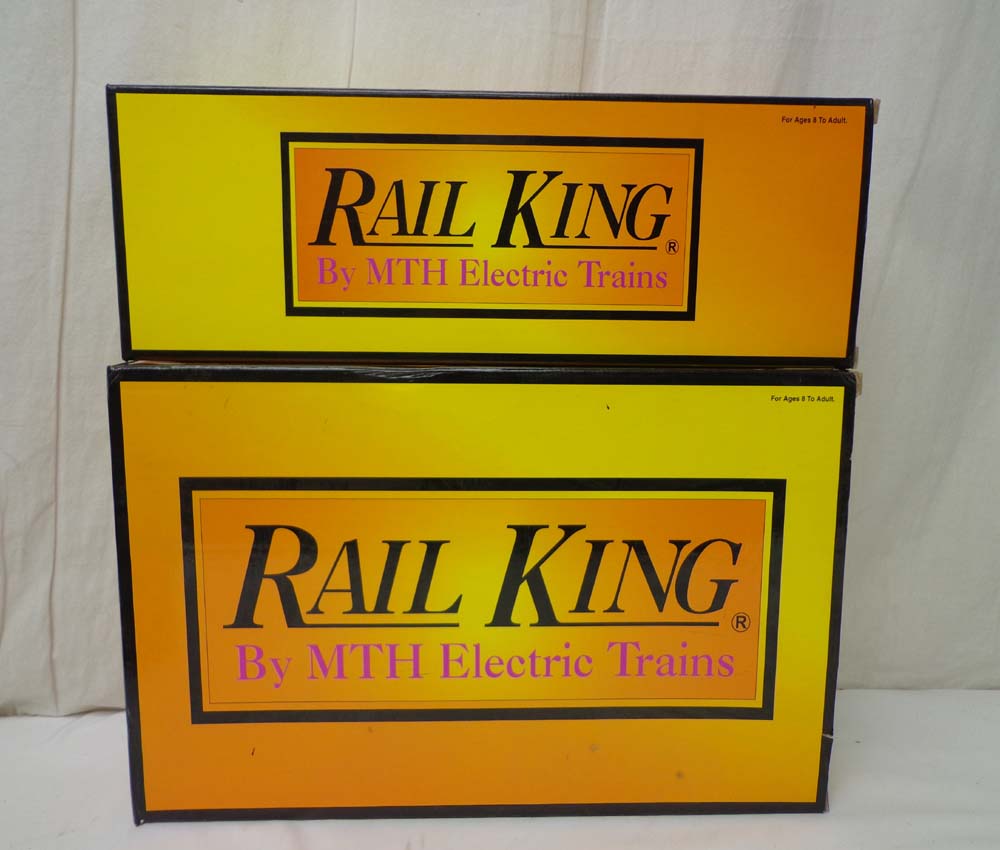 For Ages 8 To Adult.
RAIL KING ®
By MTH Electric Trains
For Ages 8 To Adult.
RAIL KING ®
By MTH Electric Trains